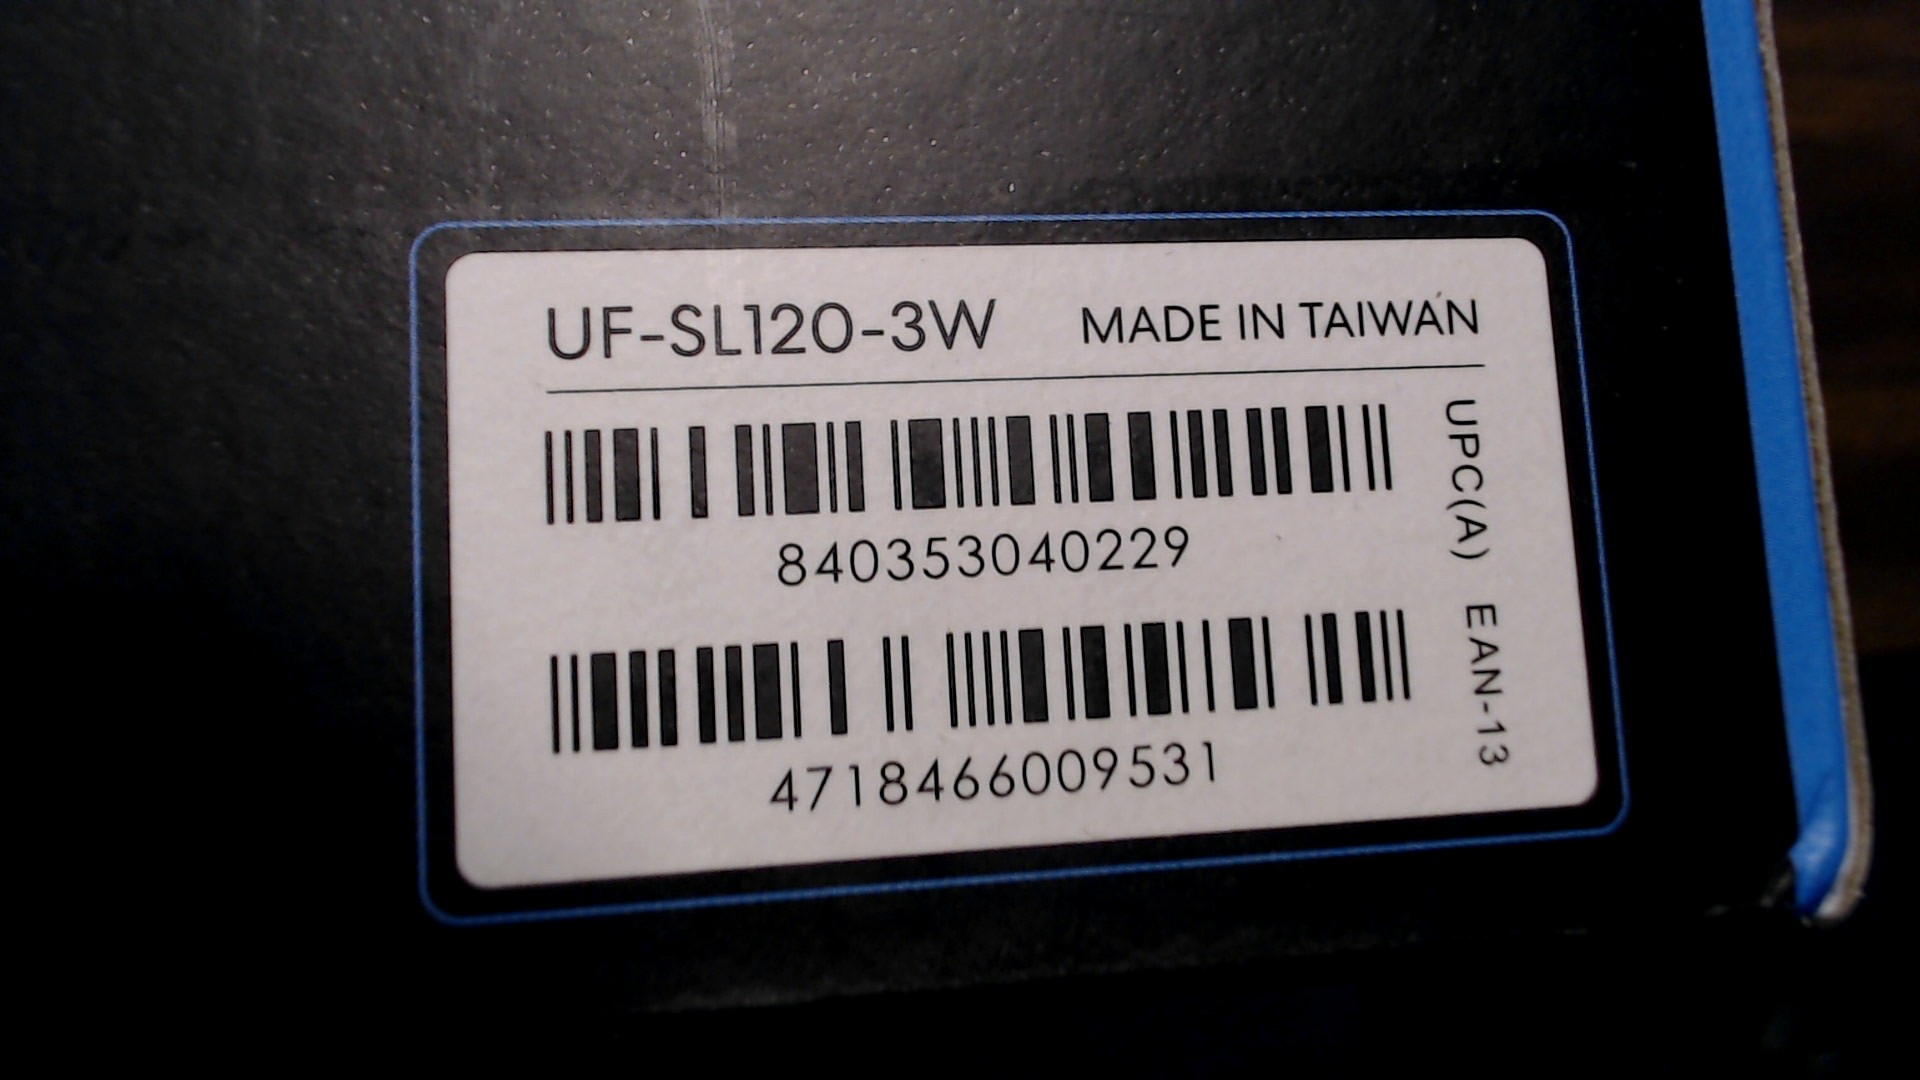 UF-SL120-3W MADE IN TAIWAN
840353040229
UPC(A)
4718466009531
EAN-13